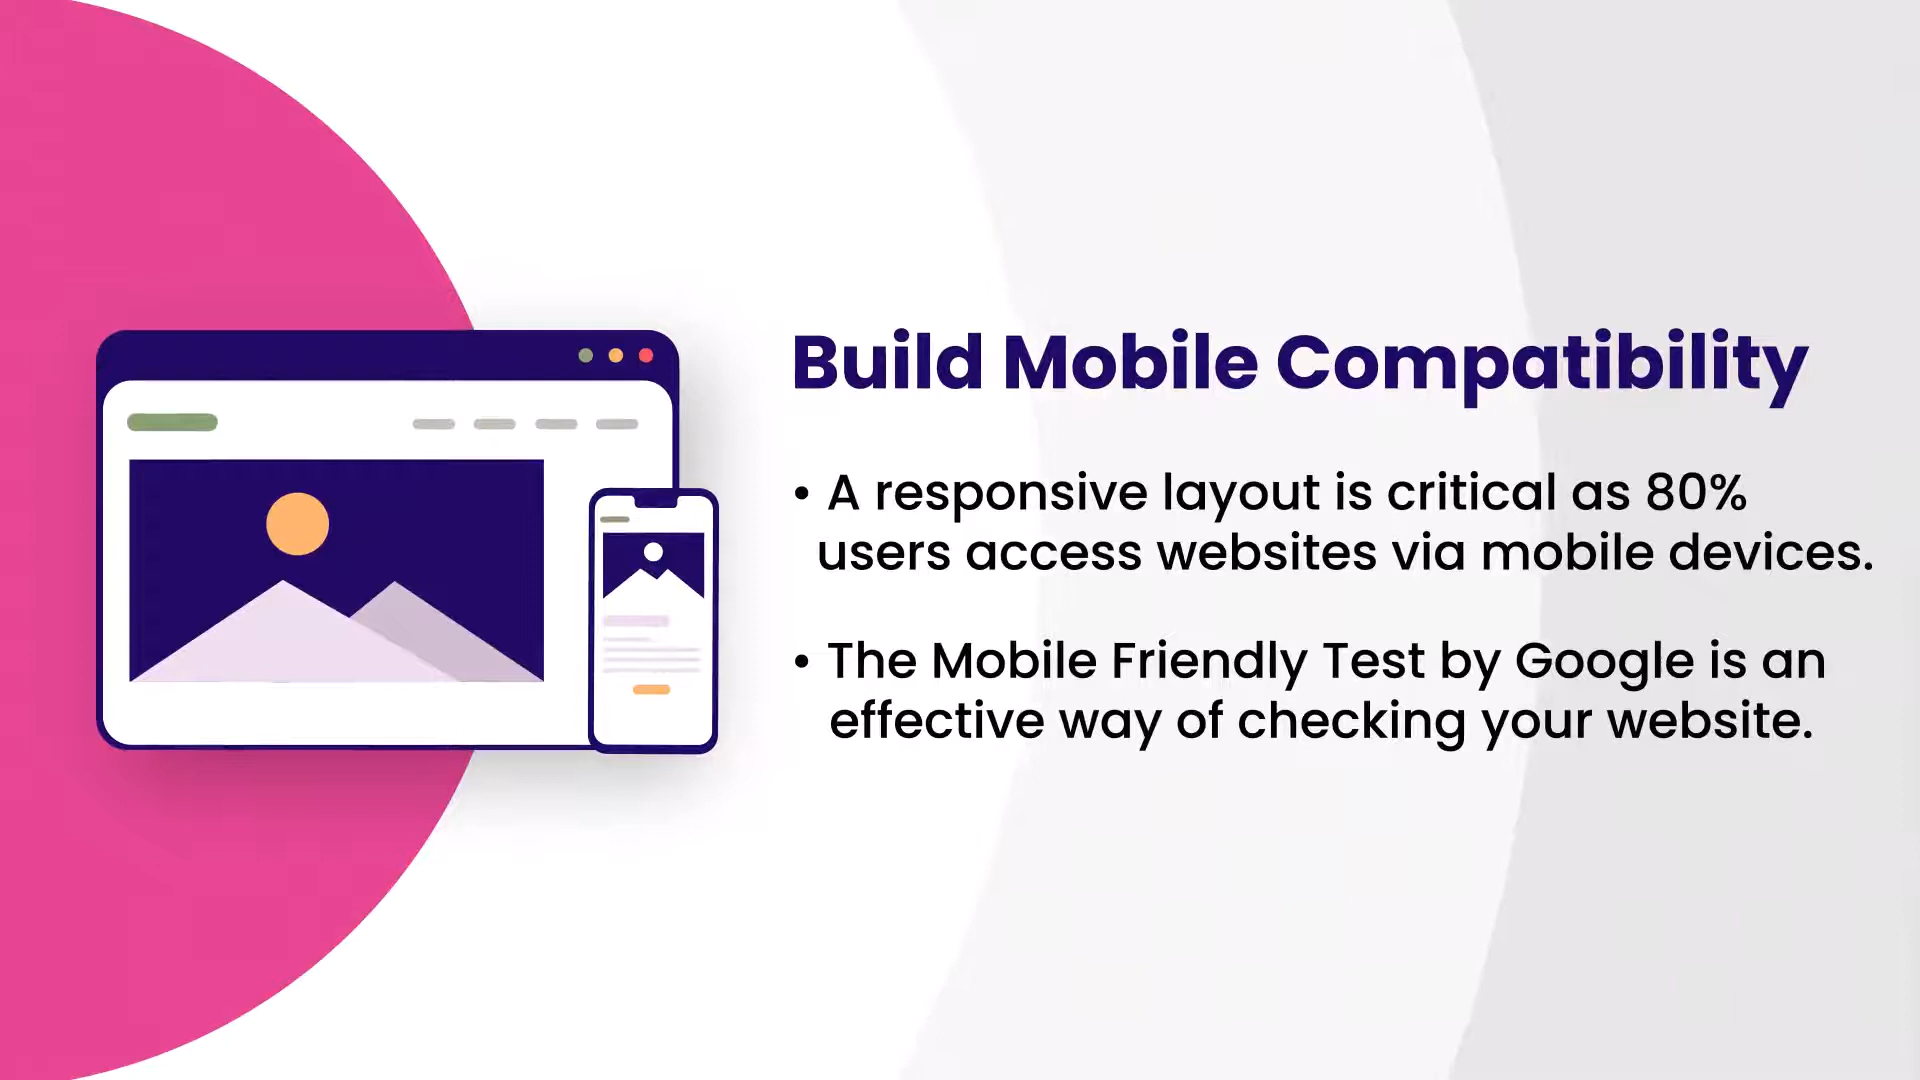 Build Mobile Compatibility
• A responsive layout is critical as 80%
users access websites via mobile devices.
• The Mobile Friendly Test by Google is an
effective way of checking your website.